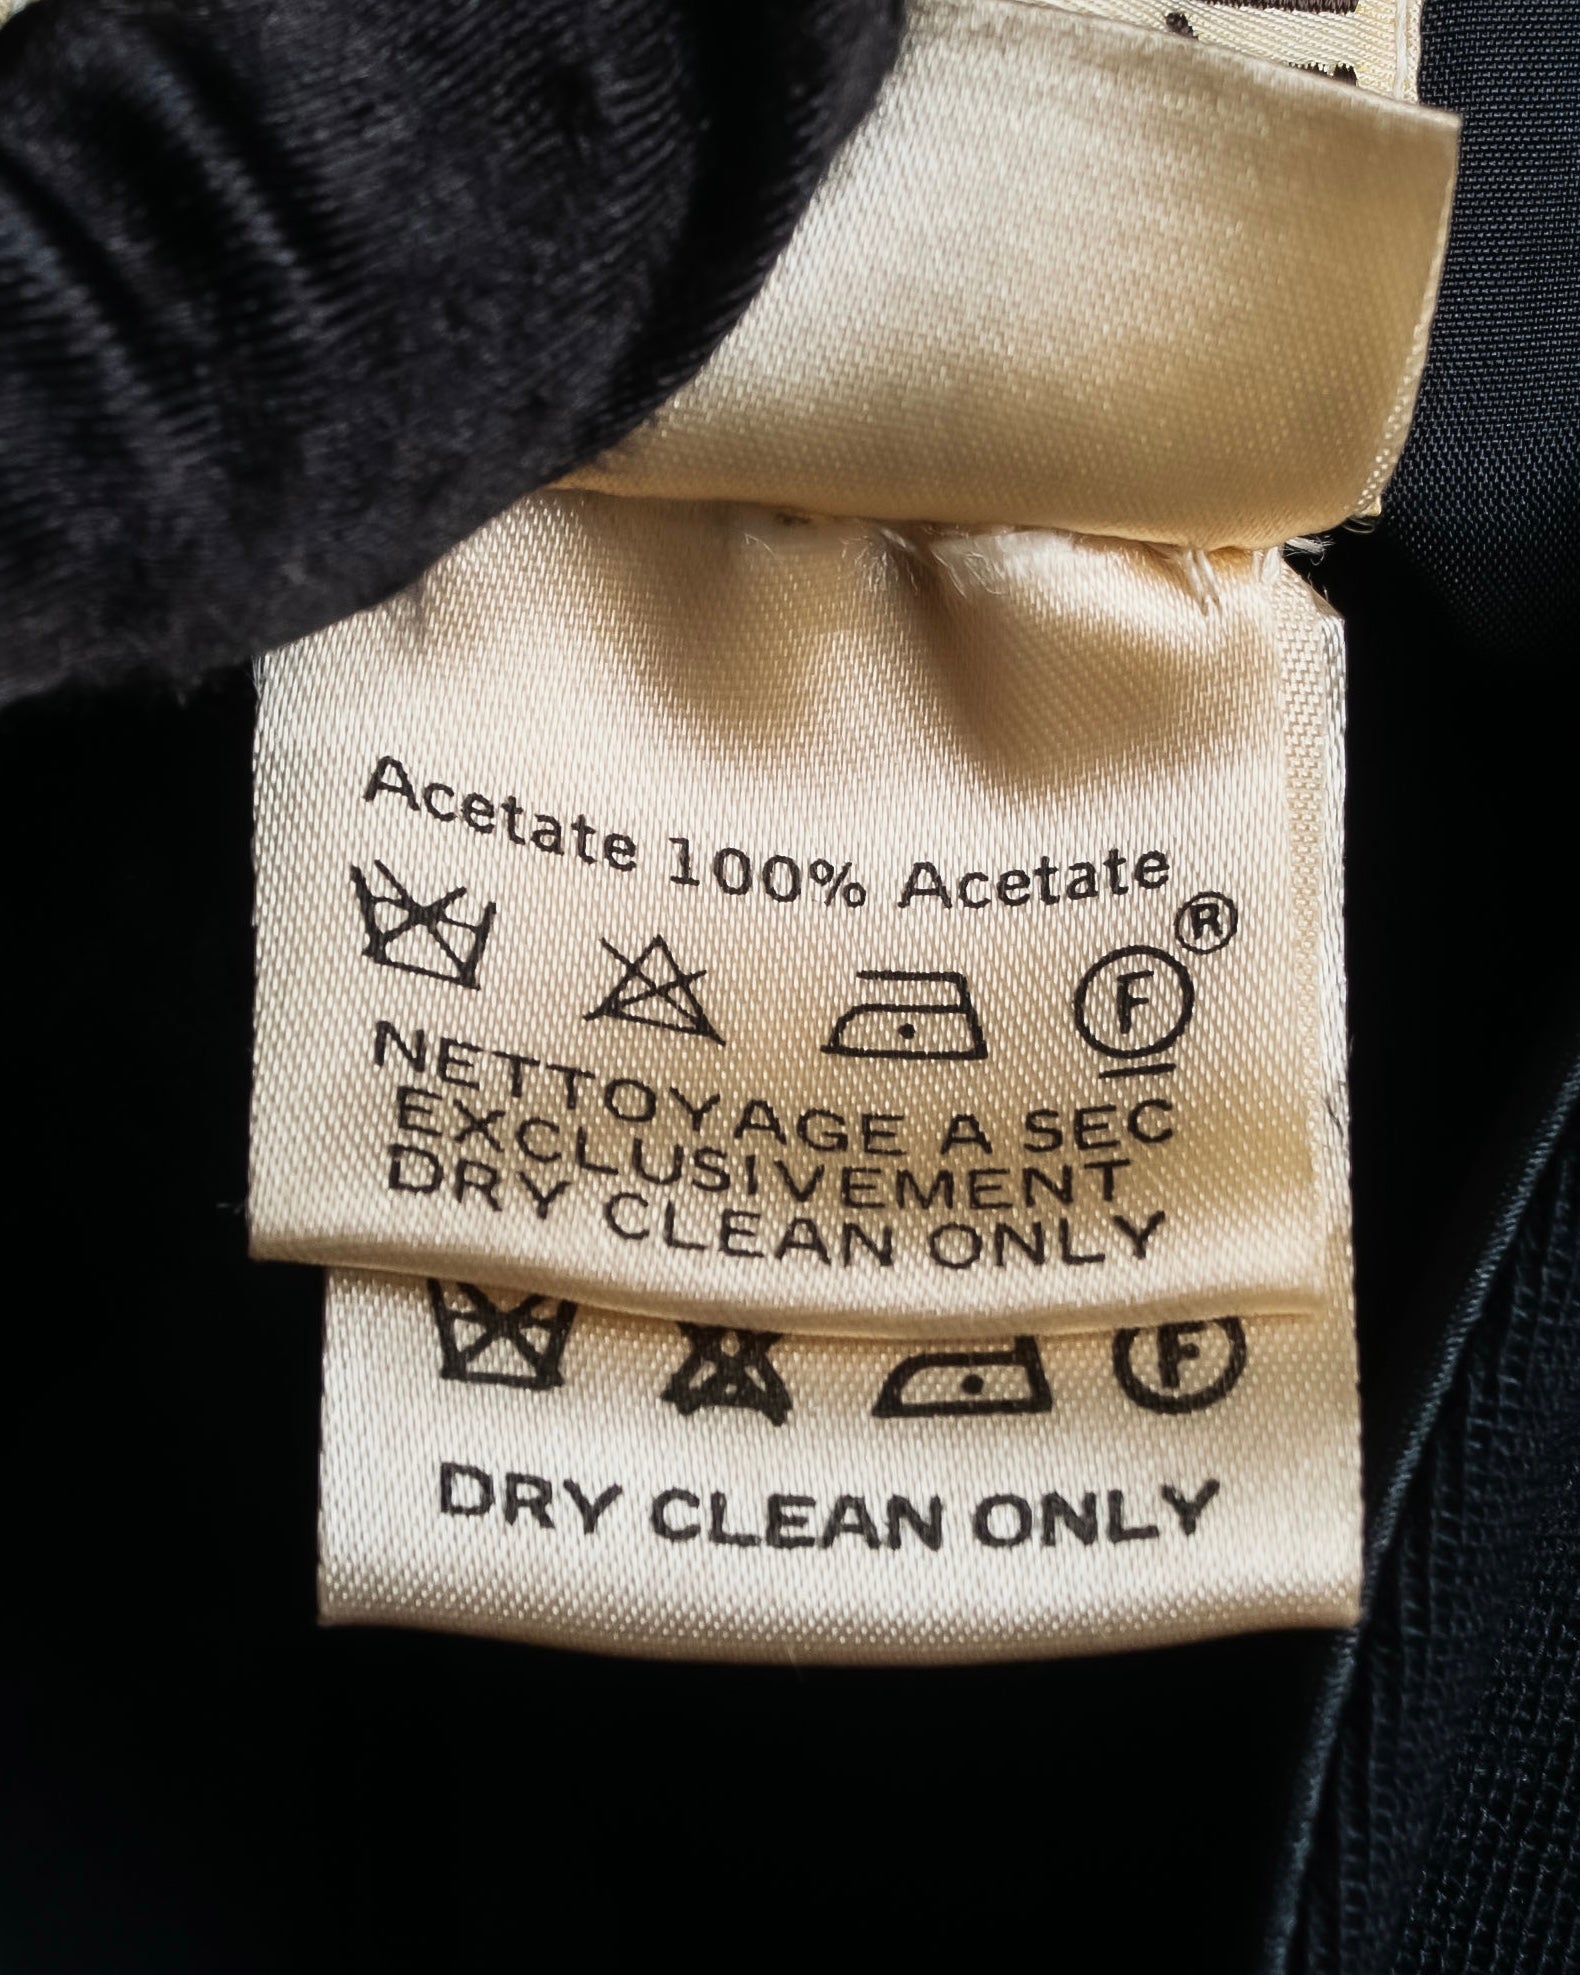 Acetate 100% Acetate
F ®
NETTOYAGE A SEC
EXCLUSIVEMENT
DRY CLEAN ONLY
F
DRY CLEAN ONLY